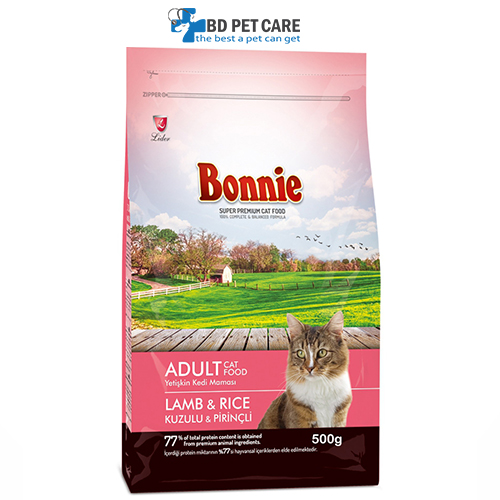 BD PET CARE
the best a pet can get
ZIPPER
Lider
Bonnie
SUPER PREMIUM CAT FOOD
100% COMPLETE & BALANCED FORMULA
ADULT CAT FOOD
Yetişkin Kedi Maması
LAMB & RICE
KUZULU & PİRİNÇLİ
77% of total protein content is obtained
from premium animal ingredients.
500g
İçerdiği protein miktarının %77'si hayvansal içeriklerden elde edilmektedir.